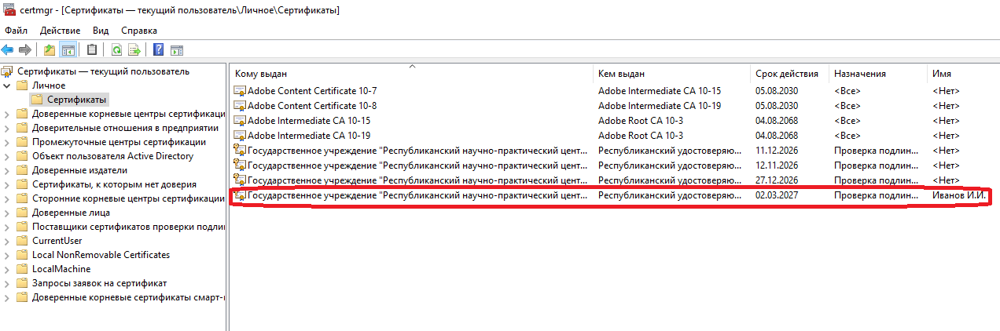 certmgr - [Сертификаты — текущий пользователь\Личное\Сертификаты]
Файл Действие Вид Справка
Сертификаты — текущий пользователь
Личное
Сертификаты
Доверенные корневые центры сертификаци
Доверительные отношения в предприятии
Промежуточные центры сертификации
Объект пользователя Active Directory
Доверенные издатели
Сертификаты, к которым нет доверия
Сторонние корневые центры сертификации
Доверенные лица
Поставщики сертификатов проверки подлин
CurrentUser
Local NonRemovable Certificates
LocalMachine
Запросы заявок на сертификат
Доверенные корневые сертификаты смарт-к
Кому выдан Кем выдан Срок действия Назначения Имя
Adobe Content Certificate 10-7 Adobe Intermediate CA 10-15 05.08.2030 <Все> <Нет>
Adobe Content Certificate 10-8 Adobe Intermediate CA 10-19 05.08.2030 <Все> <Нет>
Adobe Intermediate CA 10-15 Adobe Root CA 10-3 04.08.2068 <Все> <Нет>
Adobe Intermediate CA 10-19 Adobe Root CA 10-3 04.08.2068 <Все> <Нет>
Государственное учреждение "Республиканский научно-практический цент... Республиканский удостоверяю... 11.12.2026 Проверка подлин... <Нет>
Государственное учреждение "Республиканский научно-практический цент... Республиканский удостоверяю... 12.11.2026 Проверка подлин... <Нет>
Государственное учреждение "Республиканский научно-практический цент... Республиканский удостоверяю... 27.12.2026 Проверка подлин... <Нет>
Государственное учреждение "Республиканский научно-практический цент... Республиканский удостоверяю... 02.03.2027 Проверка подлин... Иванов И.И.